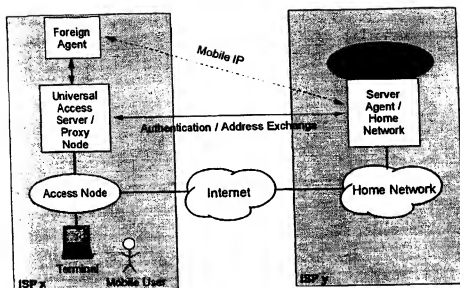 Foreign
Agent
Mobile IP
Universal
Access
Server /
Proxy
Node
Server
Agent /
Home
Network
Authentication / Address Exchange
Access Node
Internet
Home Network
Terminal
Mobile User
ISP x
ISP y